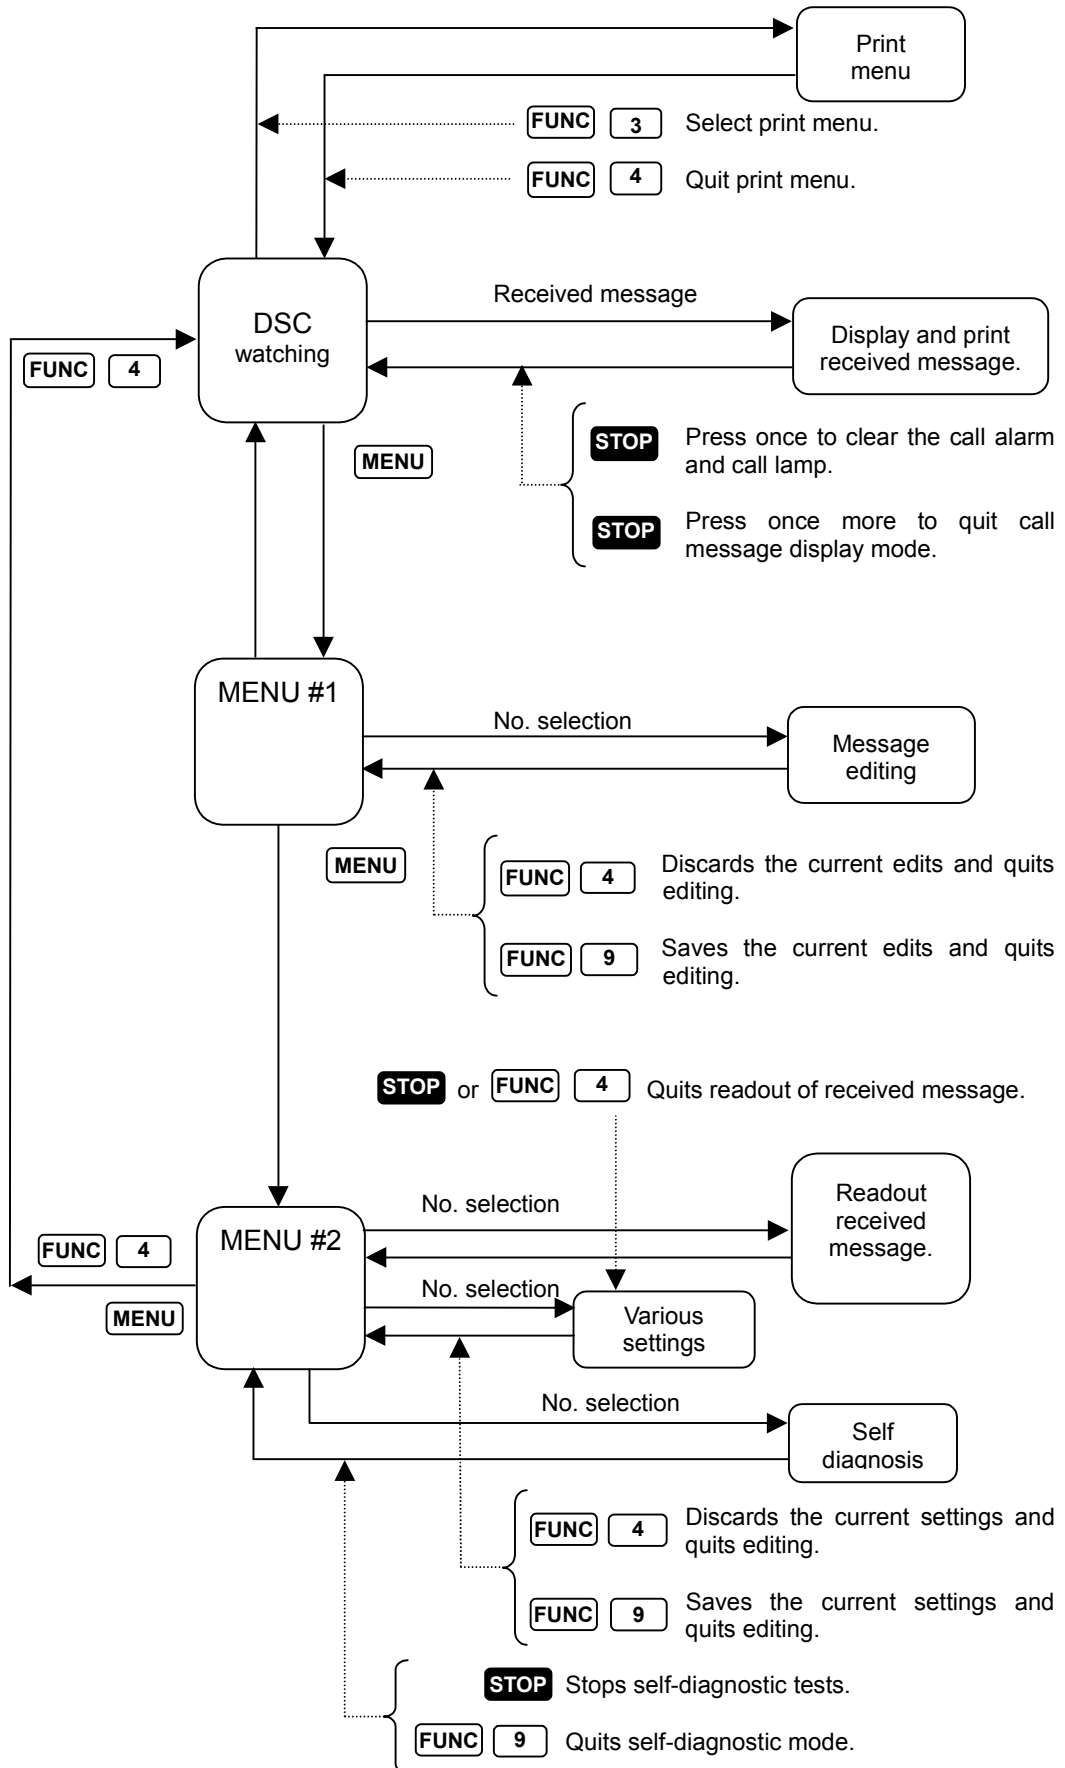 Print
menu
FUNC 3 Select print menu.
FUNC 4 Quit print menu.
DSC
watching
Received message
Display and print
received message.
FUNC 4
STOP Press once to clear the call alarm
and call lamp.
MENU
STOP Press once more to quit call
message display mode.
MENU #1
No. selection
Message
editing
MENU
FUNC 4 Discards the current edits and quits
editing.
FUNC 9 Saves the current edits and quits
editing.
STOP or FUNC 4 Quits readout of received message.
Readout
received
message.
No. selection
MENU #2
FUNC 4
No. selection
MENU
Various
settings
No. selection
Self
diagnosis
FUNC 4 Discards the current settings and
quits editing.
FUNC 9 Saves the current settings and
quits editing.
STOP Stops self-diagnostic tests.
FUNC 9 Quits self-diagnostic mode.